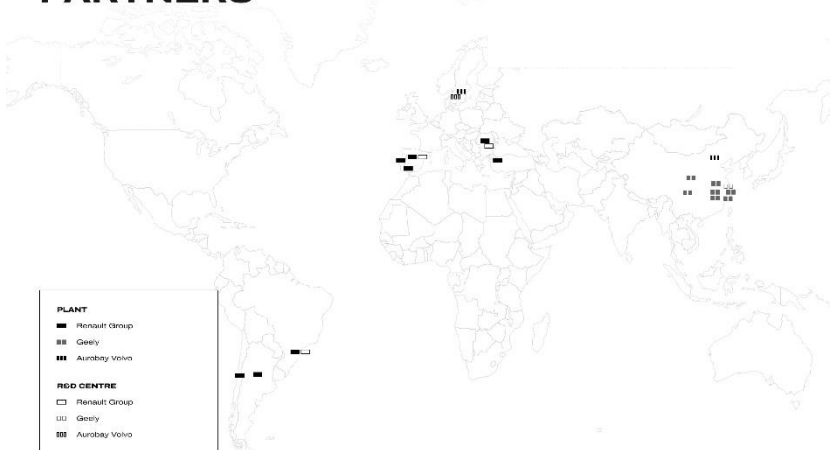 PARTNERS
PLANT
Renault Group
Geely
Aurobay Volvo
R&D CENTRE
Renault Group
Geely
Aurobay Volvo